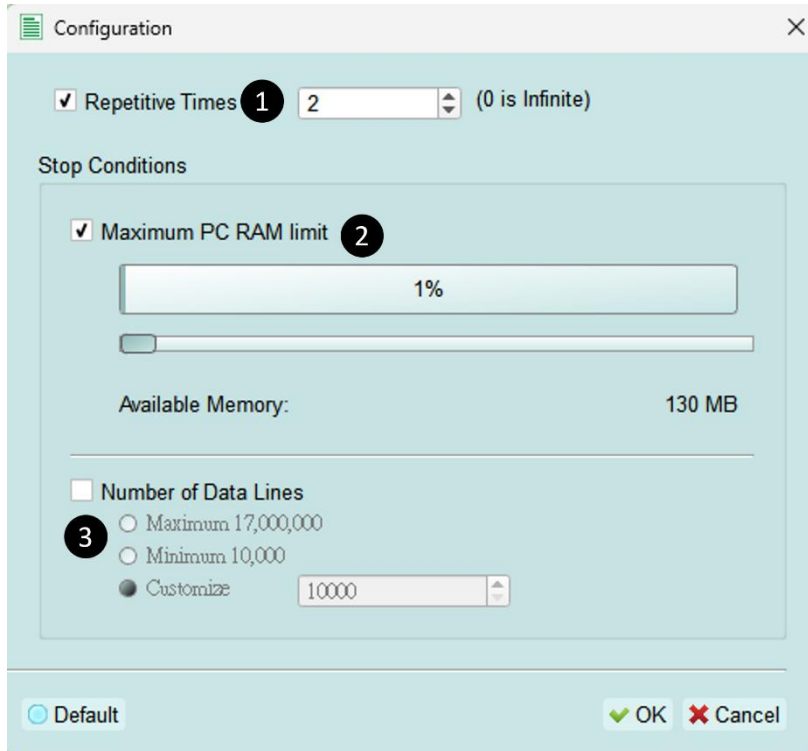 Configuration
Repetitive Times 1 2 (0 is Infinite)
Stop Conditions
Maximum PC RAM limit 2
1%
Available Memory: 130 MB
Number of Data Lines
3
Maximum 17,000,000
Minimum 10,000
Customize 10000
Default OK Cancel